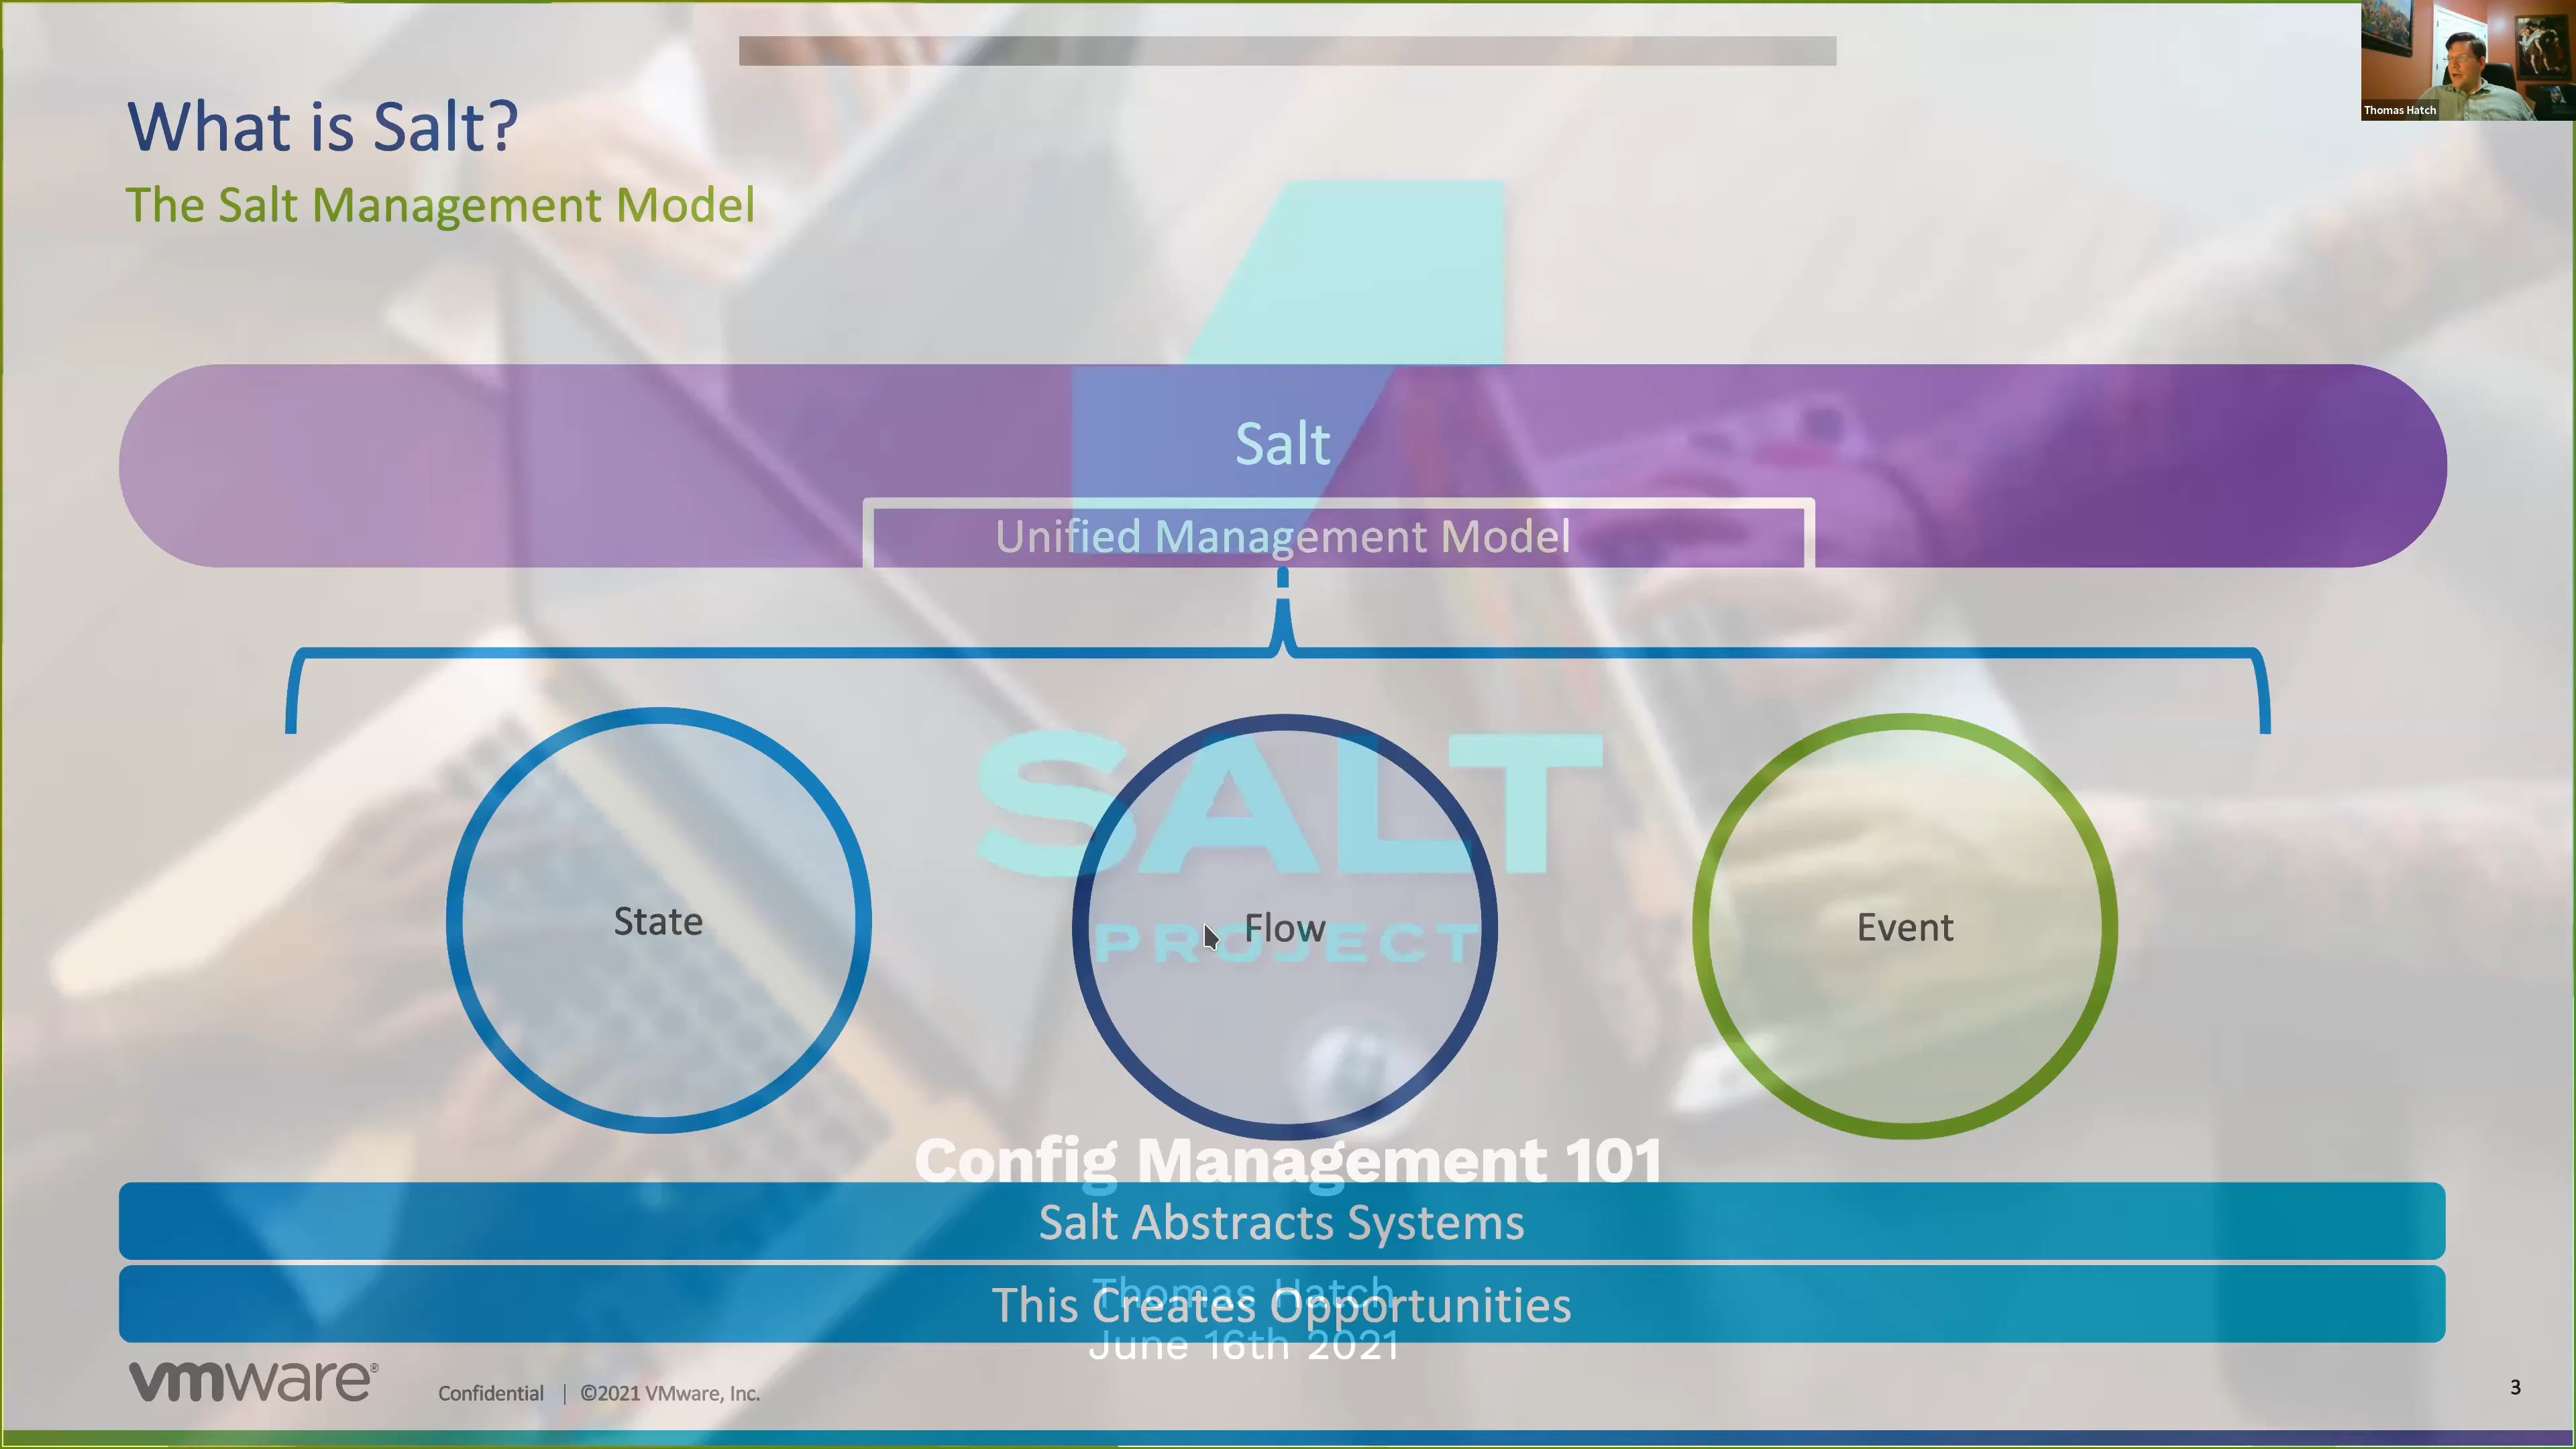 Thomas Hatch
What is Salt?
The Salt Management Model
Salt
Unified Management Model
SALT
PROJECT
State
Flow
Event
Config Management 101
Salt Abstracts Systems
Thomas Hatch
This Creates Opportunities
June 16th 2021
vmware®
Confidential | ©2021 VMware, Inc.
3